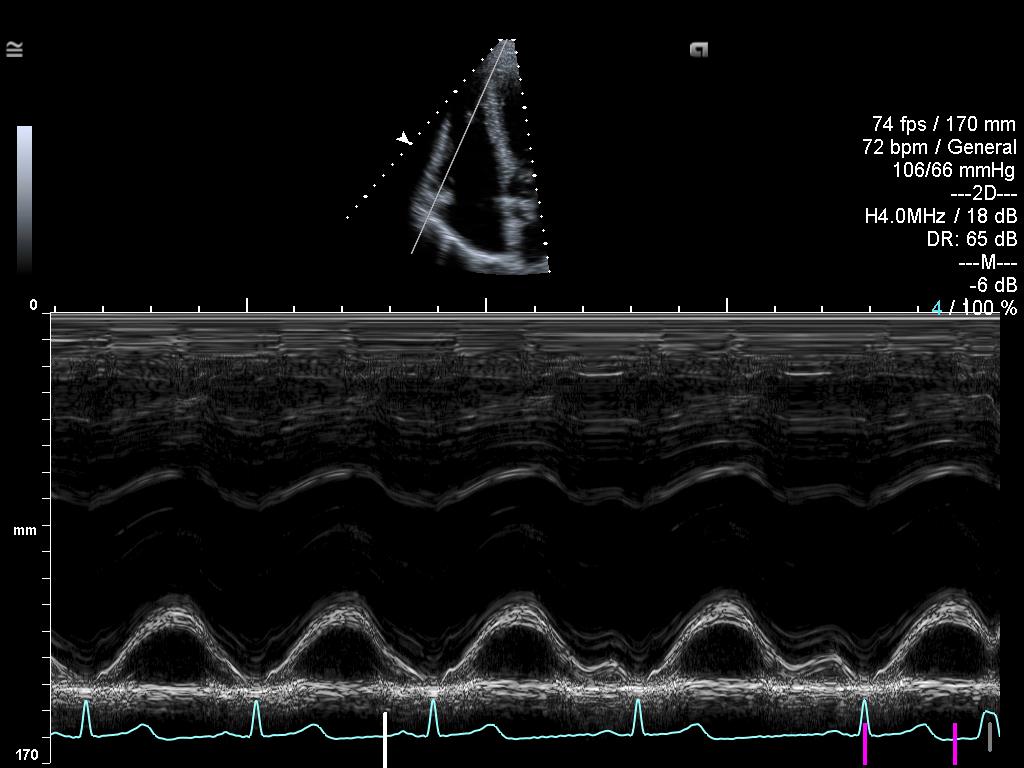 74 fps / 170 mm
72 bpm / General
106/66 mmHg
---2D---
H4.0MHz / 18 dB
DR: 65 dB
---M---
-6 dB
4 / 100 %
0
mm
170